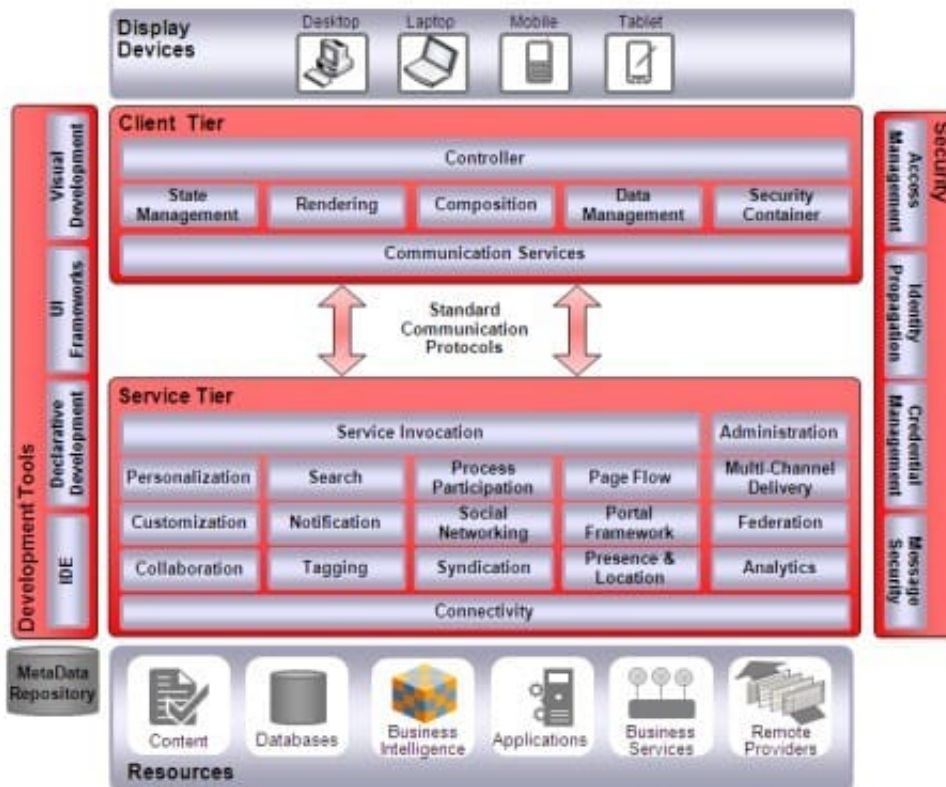 Display
Devices
Desktop
Laptop
Mobile
Tablet
Client Tier
Controller
State
Management
Rendering
Composition
Data
Management
Security
Container
Communication Services
Standard
Communication
Protocols
Service Tier
Service Invocation
Administration
Personalization
Search
Process
Participation
Page Flow
Multi-Channel
Delivery
Customization
Notification
Social
Networking
Portal
Framework
Federation
Collaboration
Tagging
Syndication
Presence &
Location
Analytics
Connectivity
Development Tools
Visual
Development
UI
Frameworks
Declarative
Development
IDE
Security
Access
Management
Identity
Propagation
Credential
Management
Message
Security
MetaData
Repository
Content
Databases
Business
Intelligence
Applications
Business
Services
Remote
Providers
Resources